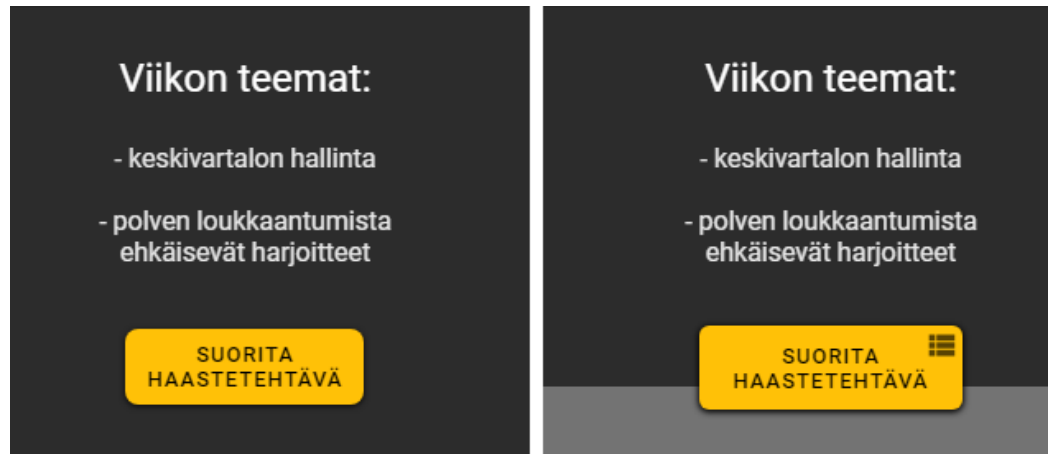 Viikon teemat:
- keskivartalon hallinta
- polven loukkaantumista
ehkäisevät harjoitteet
SUORITA
HAASTETEHTÄVÄ
Viikon teemat:
- keskivartalon hallinta
- polven loukkaantumista
ehkäisevät harjoitteet
SUORITA
HAASTETEHTÄVÄ